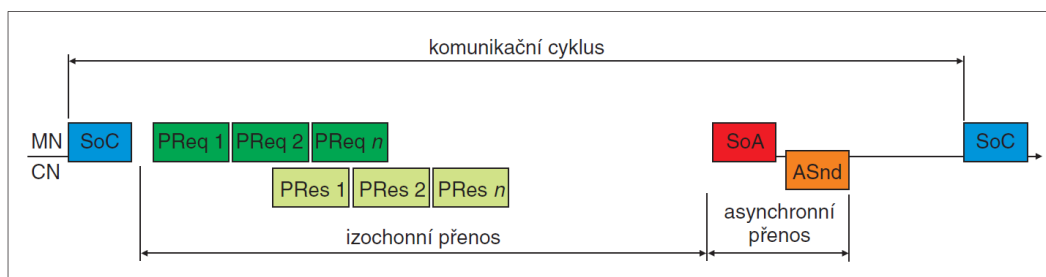 komunikační cyklus
MN
SoC
PReq 1
PReq 2
PReq n
SoA
SoC
CN
PRes 1
PRes 2
PRes n
ASnd
izochonní přenos
asynchronní
přenos